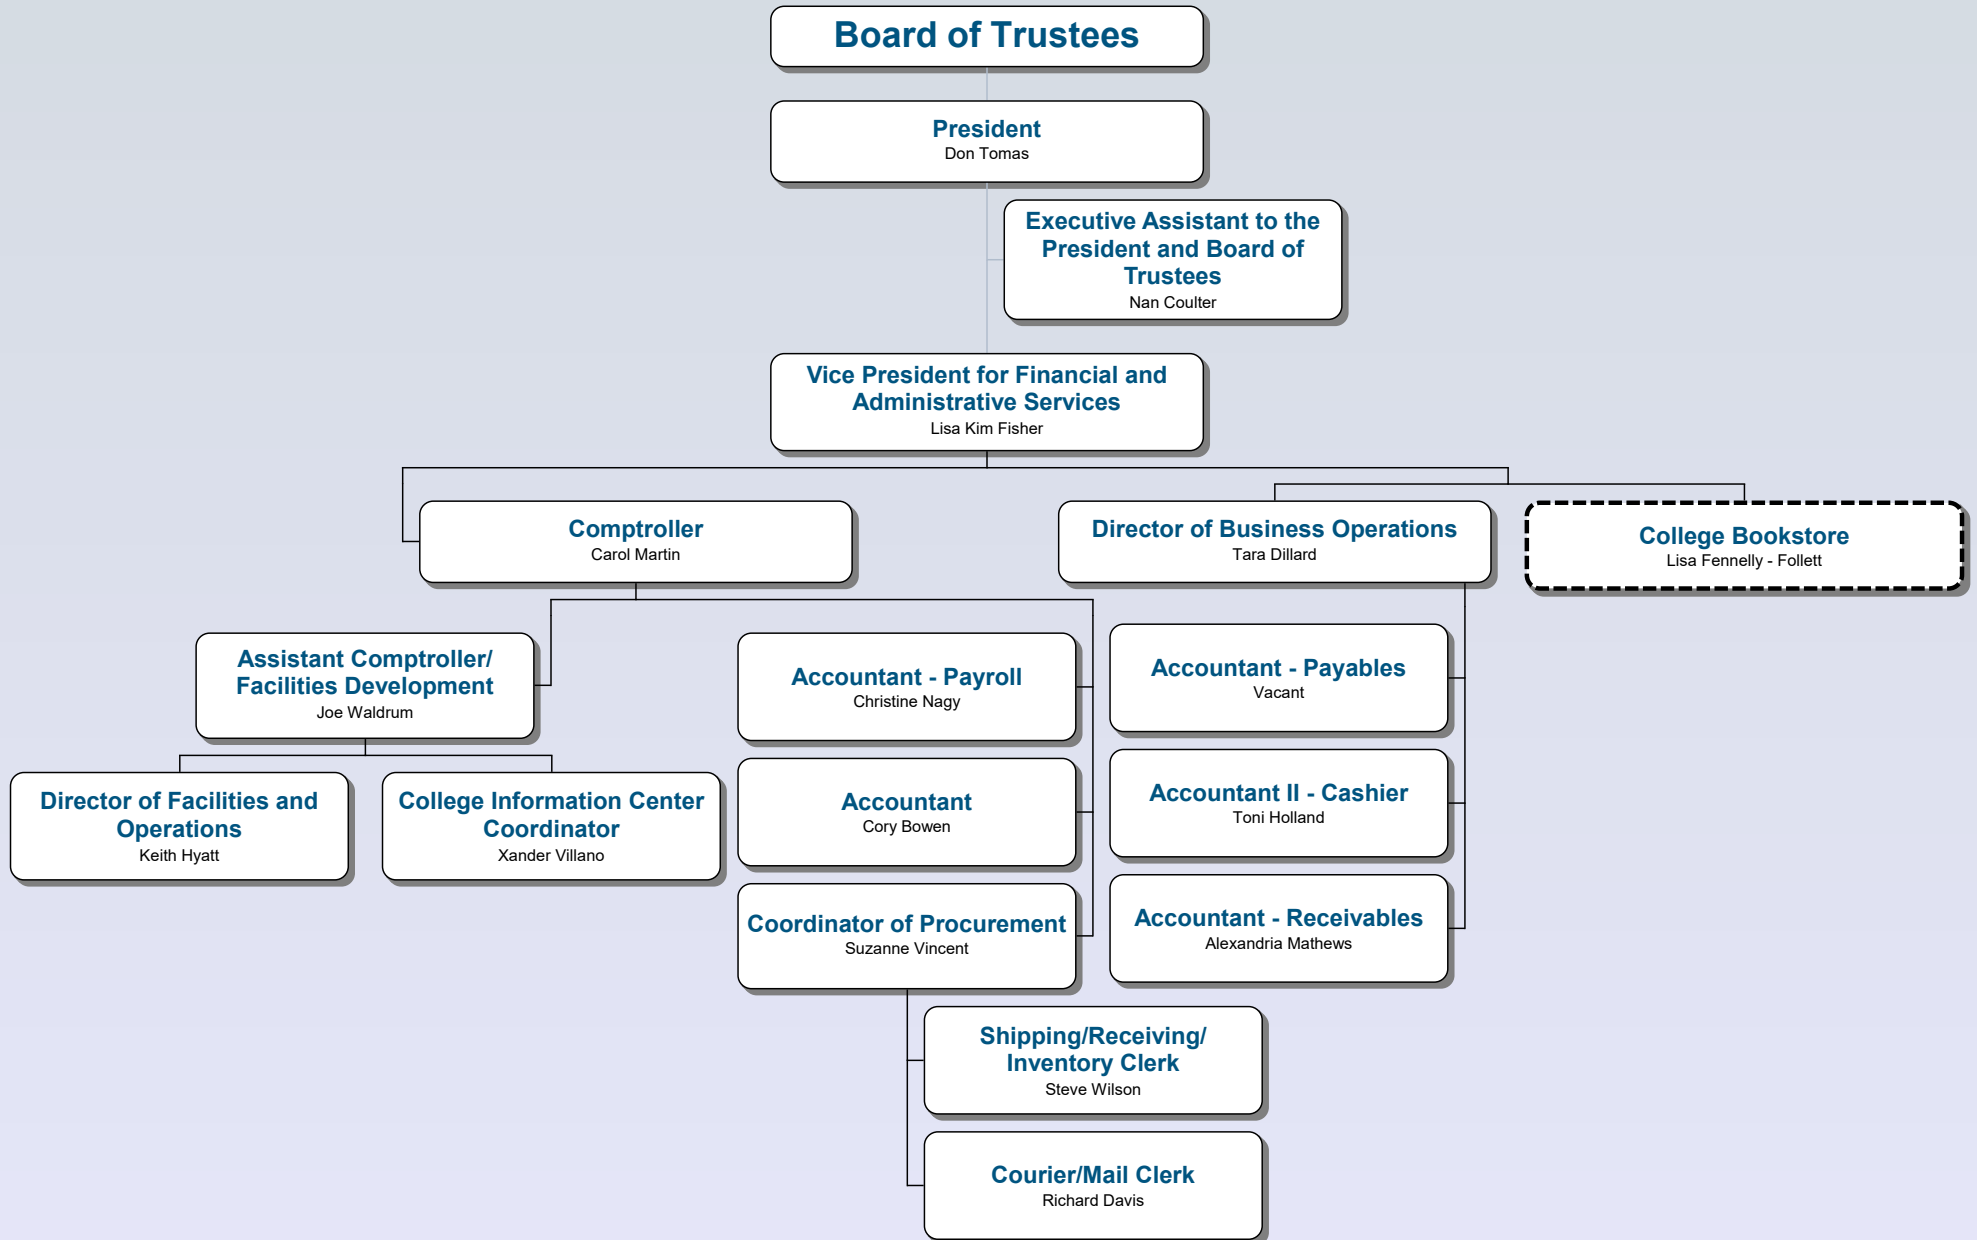 Board of Trustees
President
Don Tomas
Executive Assistant to the
President and Board of
Trustees
Nan Coulter
Vice President for Financial and
Administrative Services
Lisa Kim Fisher
Comptroller
Carol Martin
Director of Business Operations
Tara Dillard
College Bookstore
Lisa Fennelly - Follett
Assistant Comptroller/
Facilities Development
Joe Waldrum
Accountant - Payroll
Christine Nagy
Accountant - Payables
Vacant
Director of Facilities and
Operations
Keith Hyatt
College Information Center
Coordinator
Xander Villano
Accountant
Cory Bowen
Accountant II - Cashier
Toni Holland
Coordinator of Procurement
Suzanne Vincent
Accountant - Receivables
Alexandria Mathews
Shipping/Receiving/
Inventory Clerk
Steve Wilson
Courier/Mail Clerk
Richard Davis